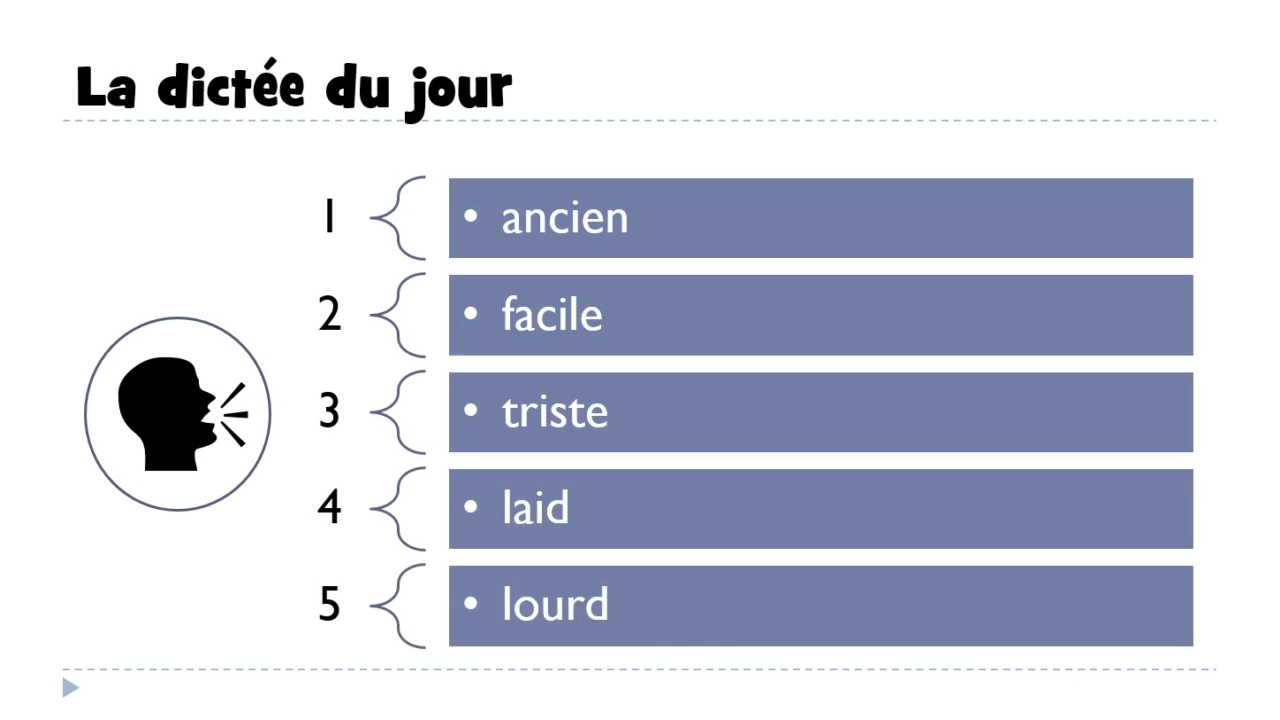 La dictée du jour
1
• ancien
2
• facile
3
• triste
4
• laid
5
• lourd